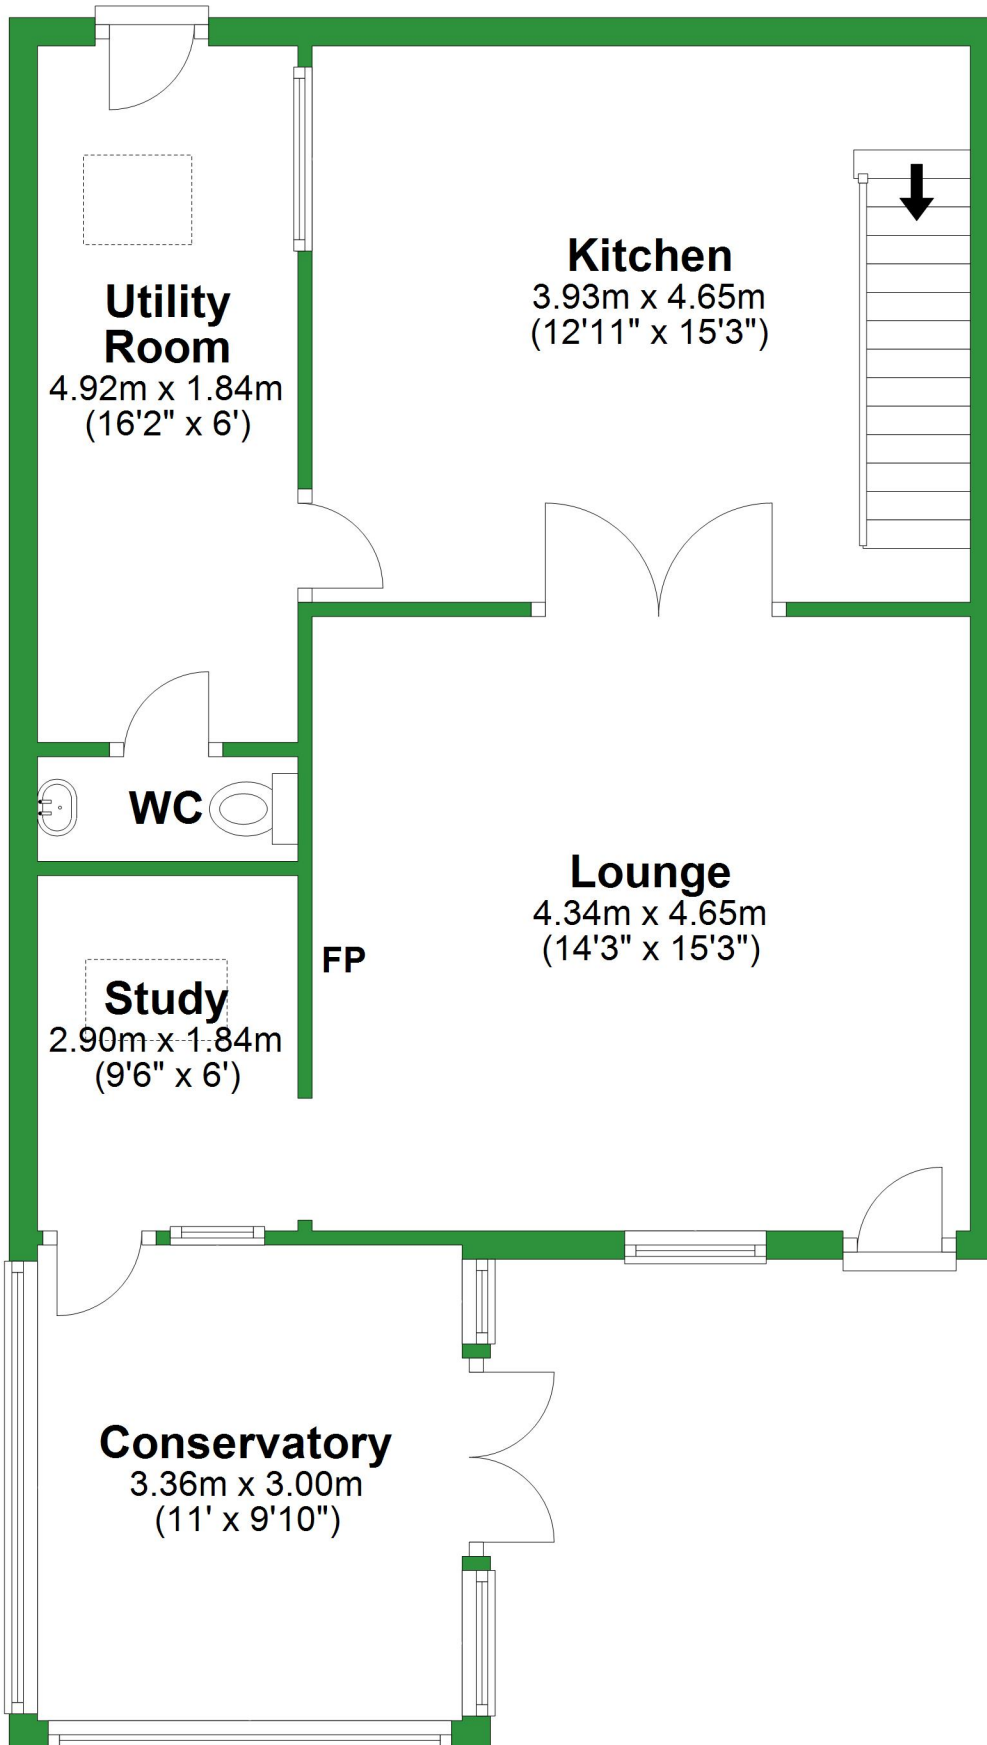 Kitchen
3.93m x 4.65m
(12'11" x 15'3")
Utility
Room
4.92m x 1.84m
(16'2" x 6')
WC
Lounge
4.34m x 4.65m
(14'3" x 15'3")
FP
Study
2.90m x 1.84m
(9'6" x 6')
Conservatory
3.36m x 3.00m
(11' x 9'10")